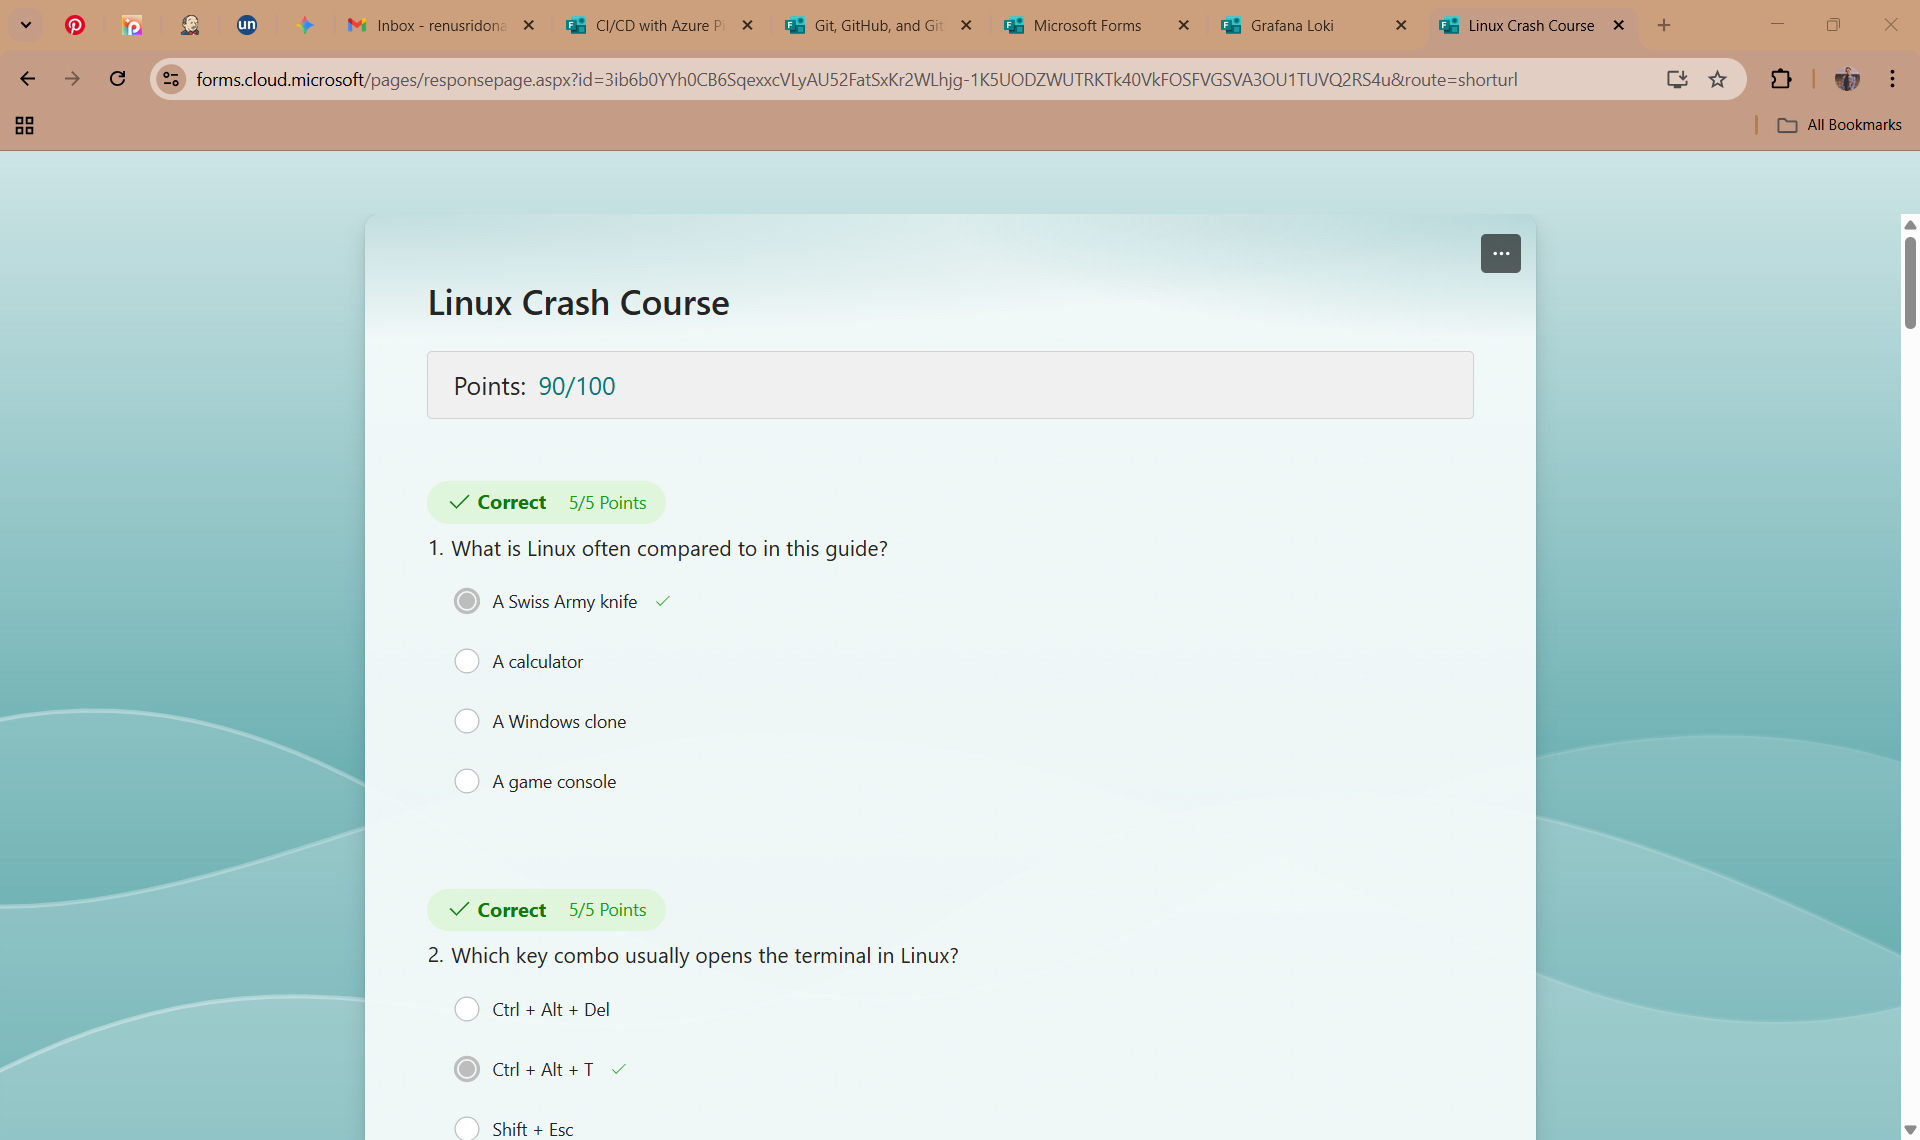 Inbox - renusridona
CI/CD with Azure Pi
Git, GitHub, and Git
Microsoft Forms
Grafana Loki
Linux Crash Course
un
forms.cloud.microsoft/pages/responsepage.aspx?id=3ib6b0YYh0CB6SqexxcVLyAU52FatSxKr2WLhjg-1K5UODZWUTRKTk40VkFOSFVGSVA3OU1TUVQ2RS4u&route=shorturl
All Bookmarks
Linux Crash Course
Points: 90/100
Correct 5/5 Points
1. What is Linux often compared to in this guide?
A Swiss Army knife
A calculator
A Windows clone
A game console
Correct 5/5 Points
2. Which key combo usually opens the terminal in Linux?
Ctrl + Alt + Del
Ctrl + Alt + T
Shift + Esc